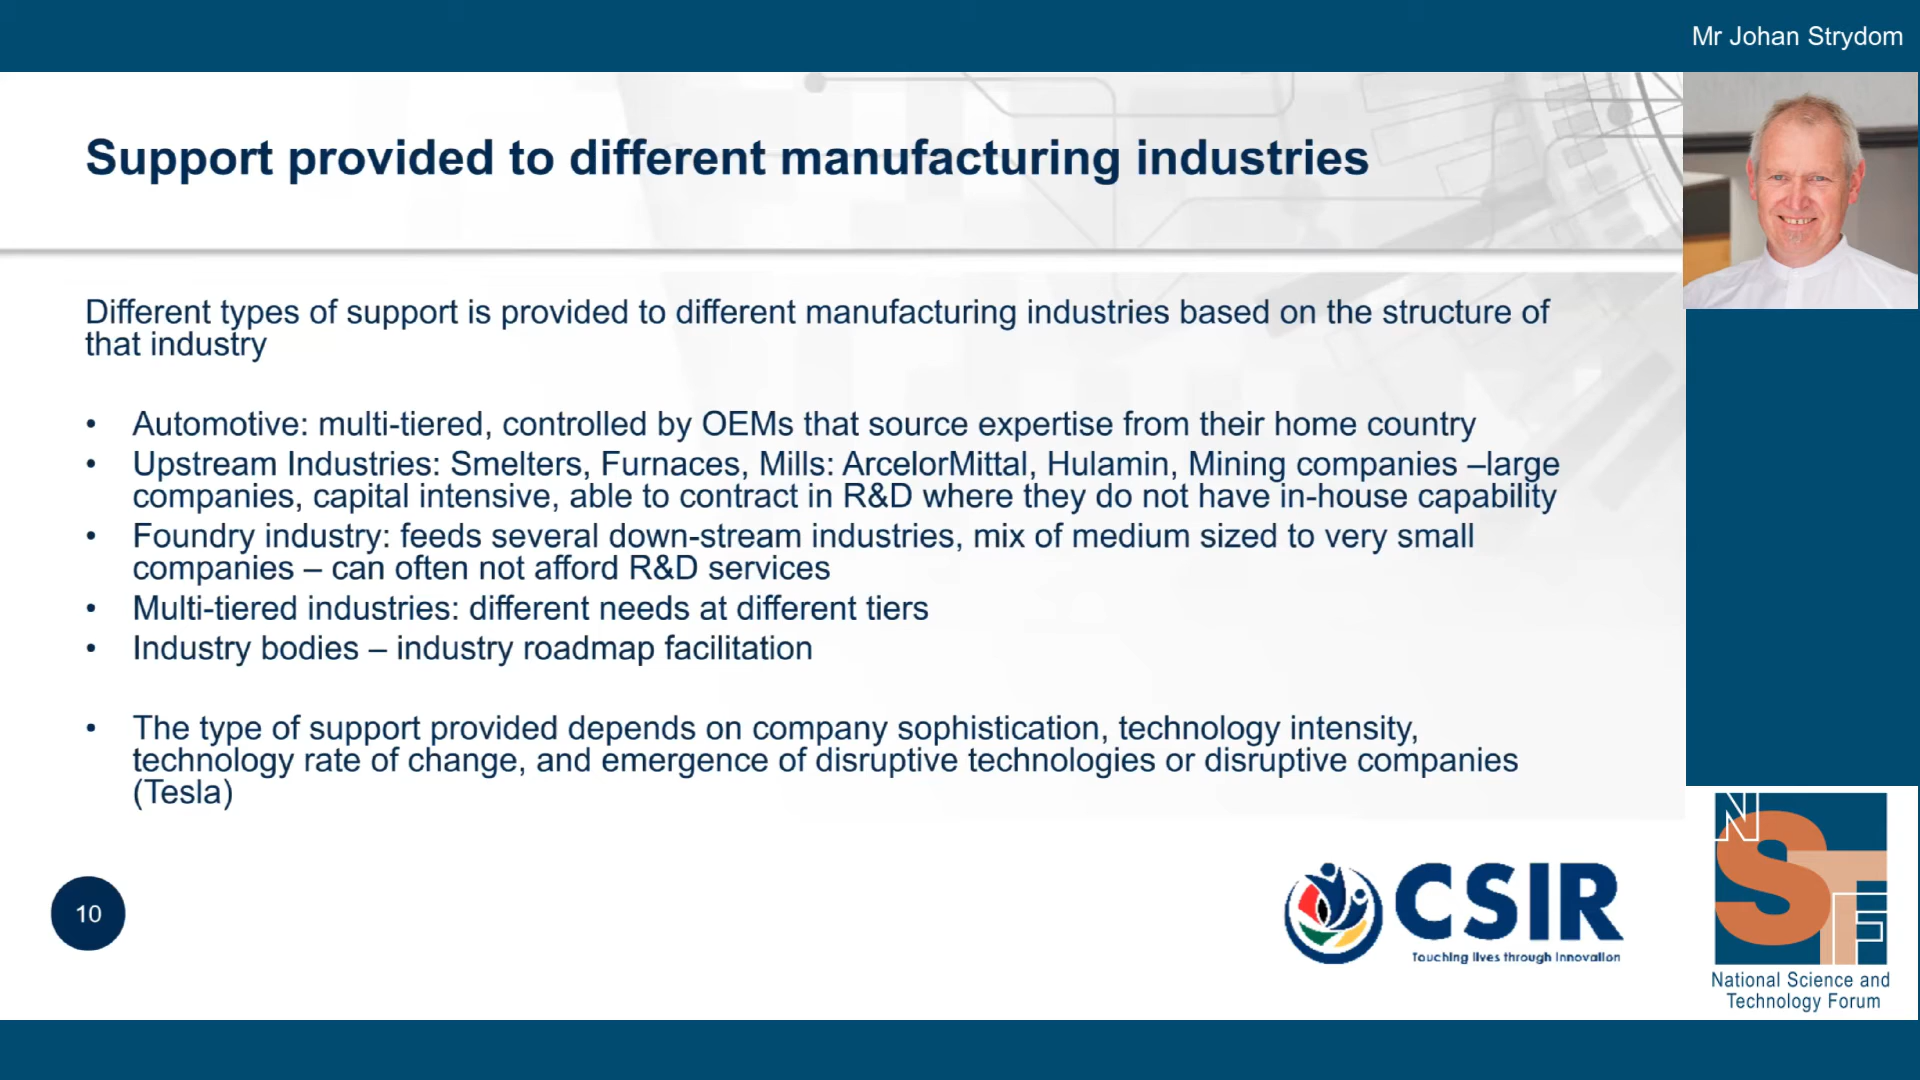 Mr Johan Strydom
Support provided to different manufacturing industries
Different types of support is provided to different manufacturing industries based on the structure of
that industry
• Automotive: multi-tiered, controlled by OEMs that source expertise from their home country
• Upstream Industries: Smelters, Furnaces, Mills: ArcelorMittal, Hulamin, Mining companies –large
companies, capital intensive, able to contract in R&D where they do not have in-house capability
• Foundry industry: feeds several down-stream industries, mix of medium sized to very small
companies – can often not afford R&D services
• Multi-tiered industries: different needs at different tiers
• Industry bodies – industry roadmap facilitation
• The type of support provided depends on company sophistication, technology intensity,
technology rate of change, and emergence of disruptive technologies or disruptive companies
(Tesla)
10
CSIR
Touching lives through innovation
NSTF
National Science and
Technology Forum